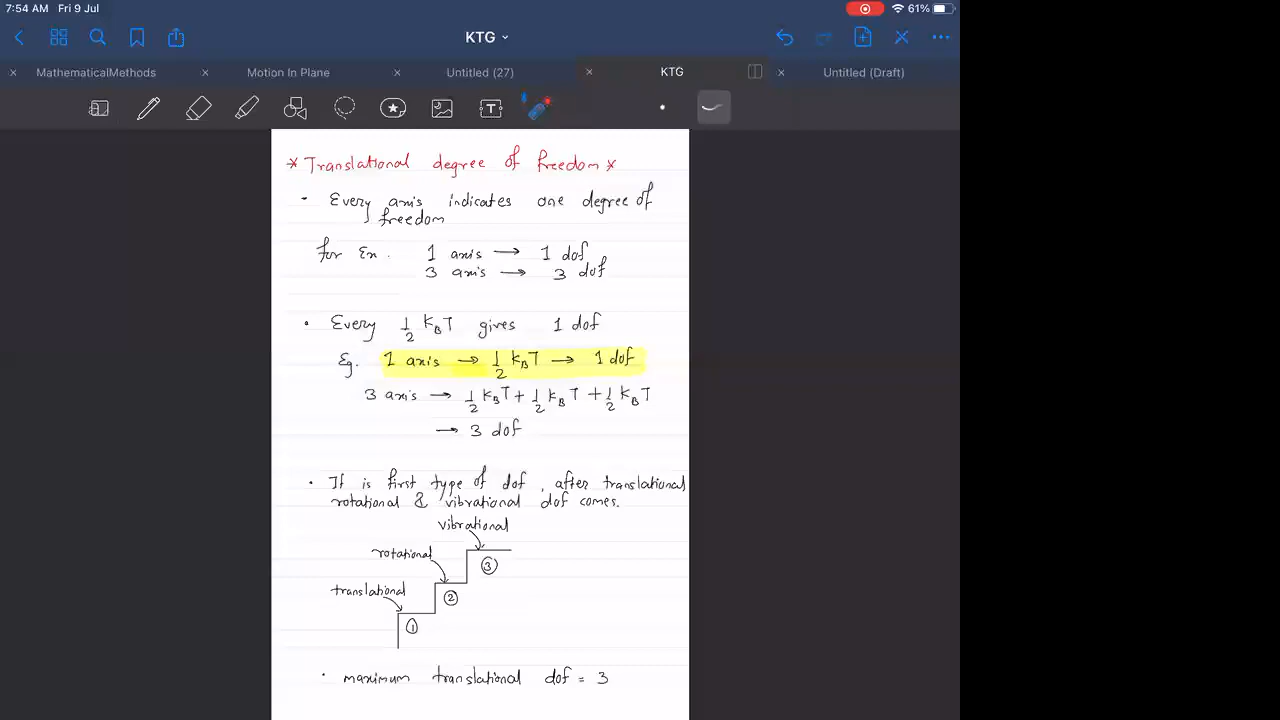 7:54 AM Fri 9 Jul
61%
KTG
MathematicalMethods
Motion In Plane
Untitled (27)
KTG
Untitled (Draft)
* Translational degree of freedom *
• Every axis indicates one degree of
freedom
for Ex. 1 axis → 1 dof
3 axis → 3 dof
• Every 1/2 KBT gives 1 dof
Eg. 1 axis → 1/2 KBT → 1 dof
3 axis → 1/2 KBT + 1/2 KBT + 1/2 KBT
→ 3 dof
• It is first type of dof, after translational
rotational & vibrational dof comes.
vibrational
rotational
③
translational
②
①
• maximum translational dof = 3